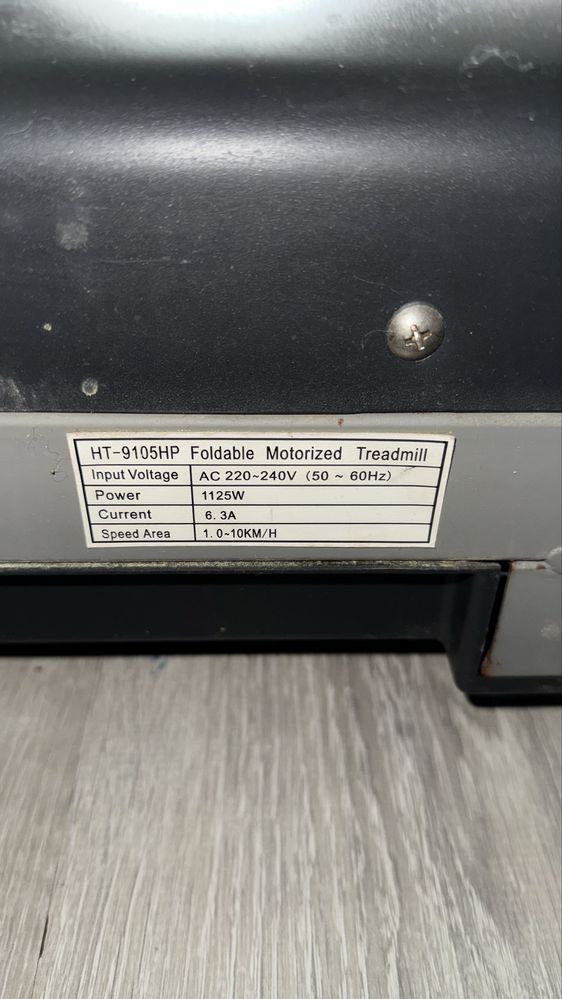 HT-9105HP Foldable Motorized Treadmill
Input Voltage AC 220~240V (50 ~ 60Hz)
Power 1125W
Current 6.3A
Speed Area 1.0~10KM/H